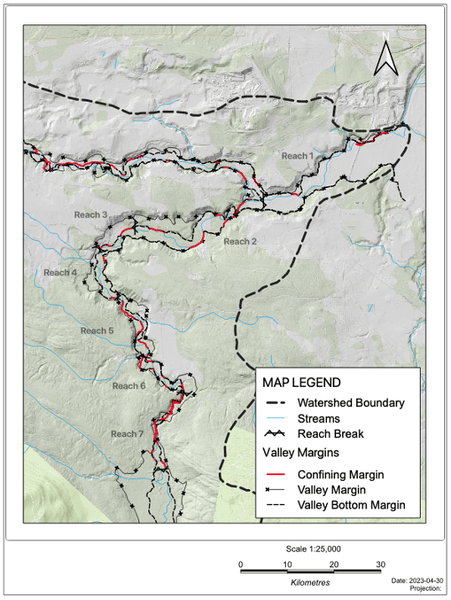 N
Reach 1
Reach 3
Reach 2
Reach 4
Reach 5
Reach 6
Reach 7
MAP LEGEND
Watershed Boundary
Streams
Reach Break
Valley Margins
Confining Margin
Valley Margin
Valley Bottom Margin
Scale 1:25,000
0 10 20 30
Kilometres
Date: 2023-04-30
Projection: